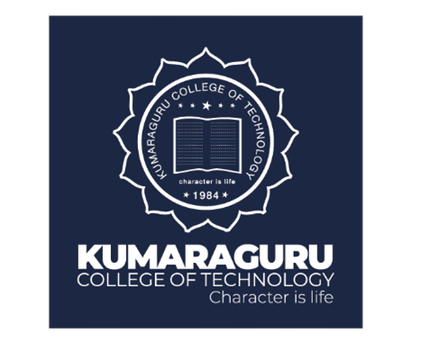 KUMARAGURU COLLEGE OF TECHNOLOGY
character is life
1984
KUMARAGURU
COLLEGE OF TECHNOLOGY
Character is life